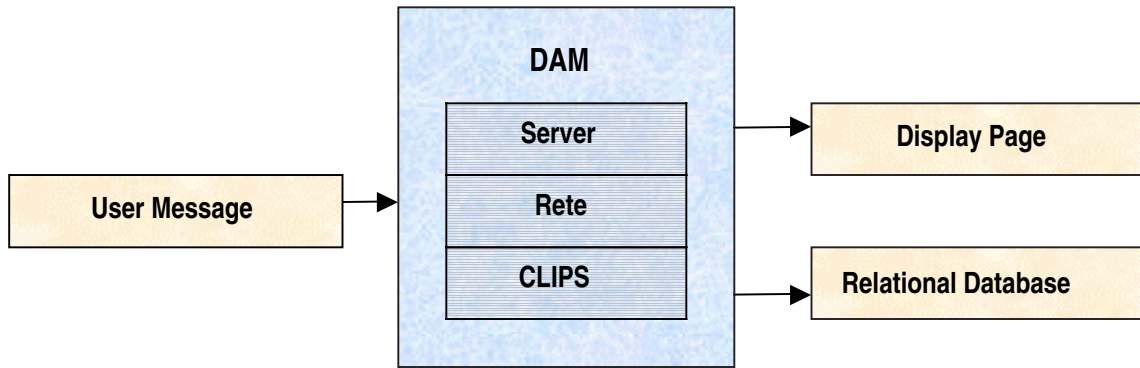 DAM
Server
Display Page
User Message
Rete
CLIPS
Relational Database